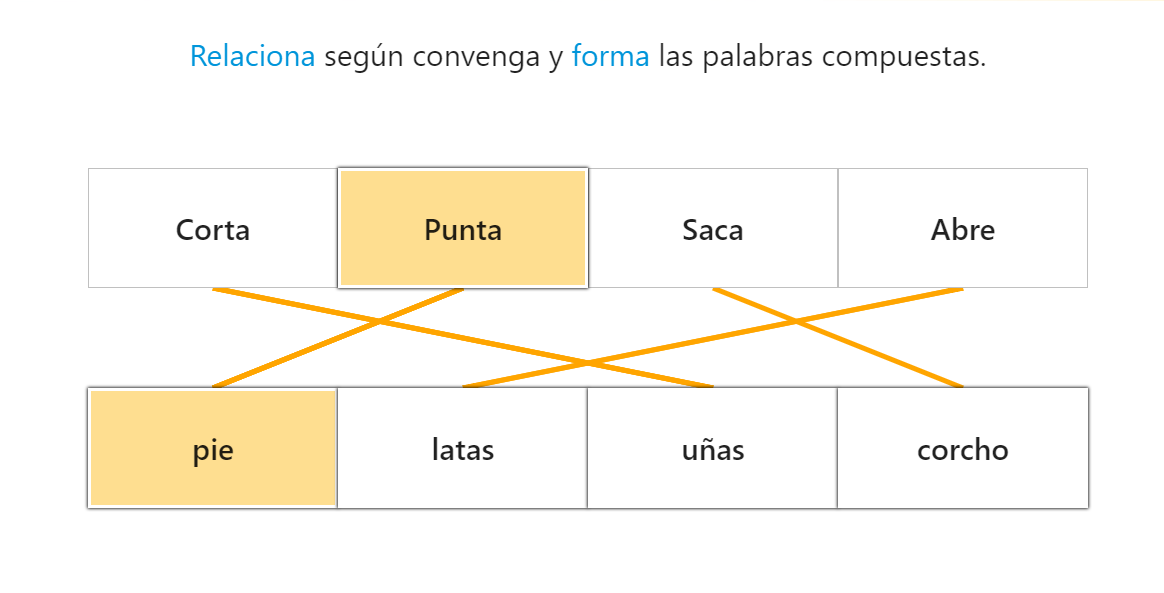 Relaciona según convenga y forma las palabras compuestas.
Corta Punta Saca Abre
pie latas uñas corcho